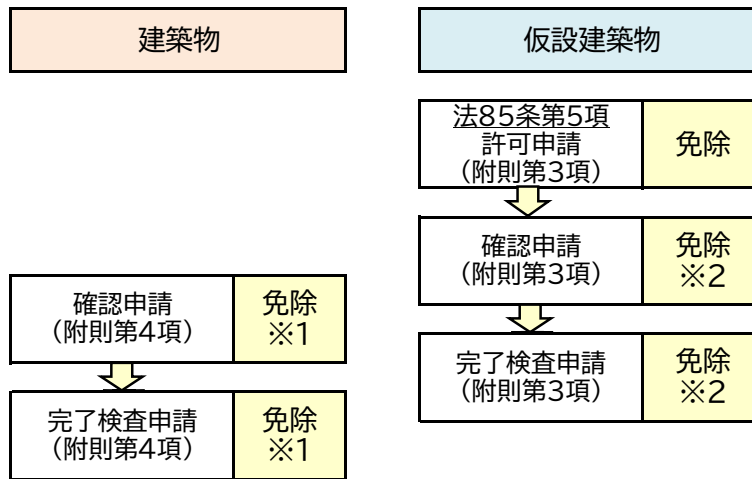 建築物
確認申請
(附則第4項)
免除
※1
完了検査申請
(附則第4項)
免除
※1
仮設建築物
法85条第5項
許可申請
(附則第3項)
免除
確認申請
(附則第3項)
免除
※2
完了検査申請
(附則第3項)
免除
※2